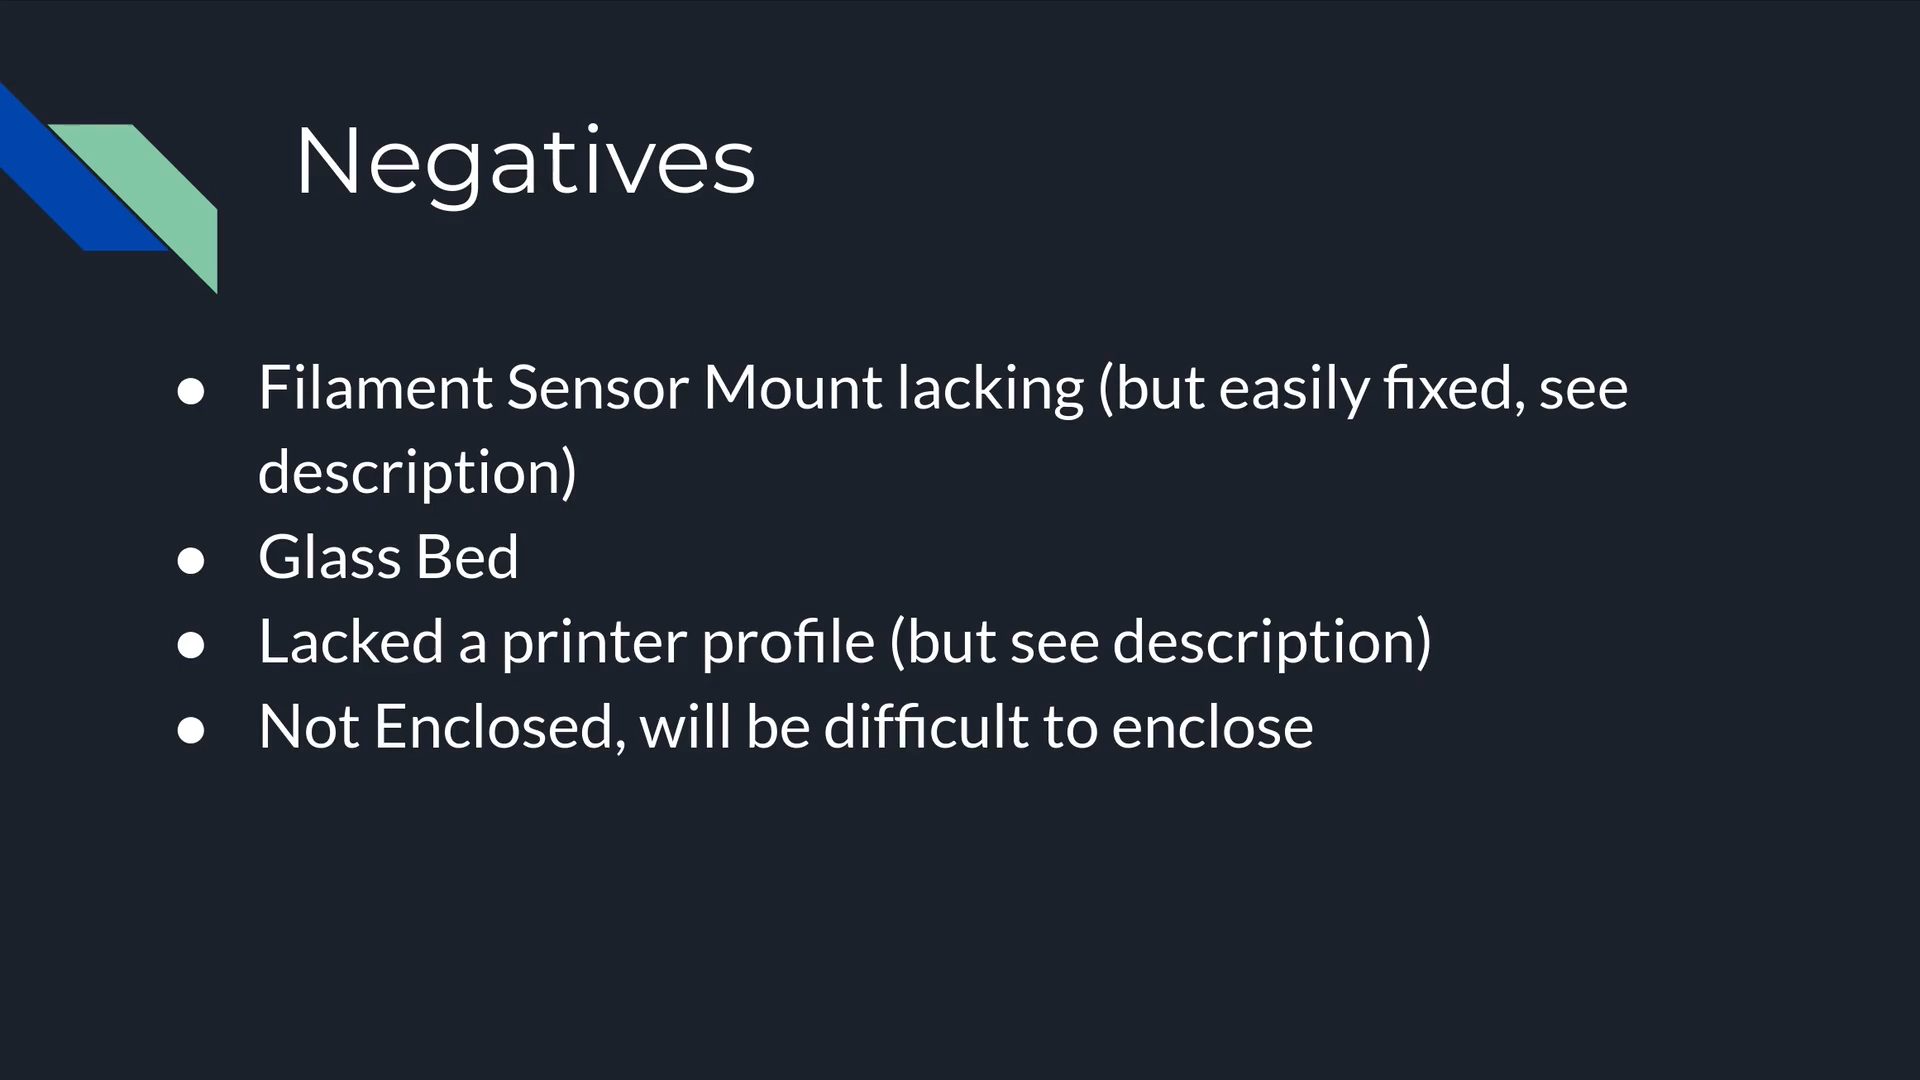 Negatives
● Filament Sensor Mount lacking (but easily fixed, see
description)
● Glass Bed
● Lacked a printer profile (but see description)
● Not Enclosed, will be difficult to enclose